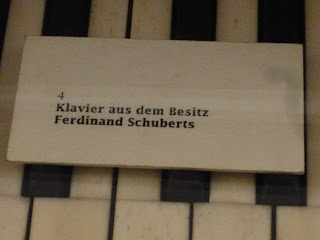 4
Klavier aus dem Besitz
Ferdinand Schuberts